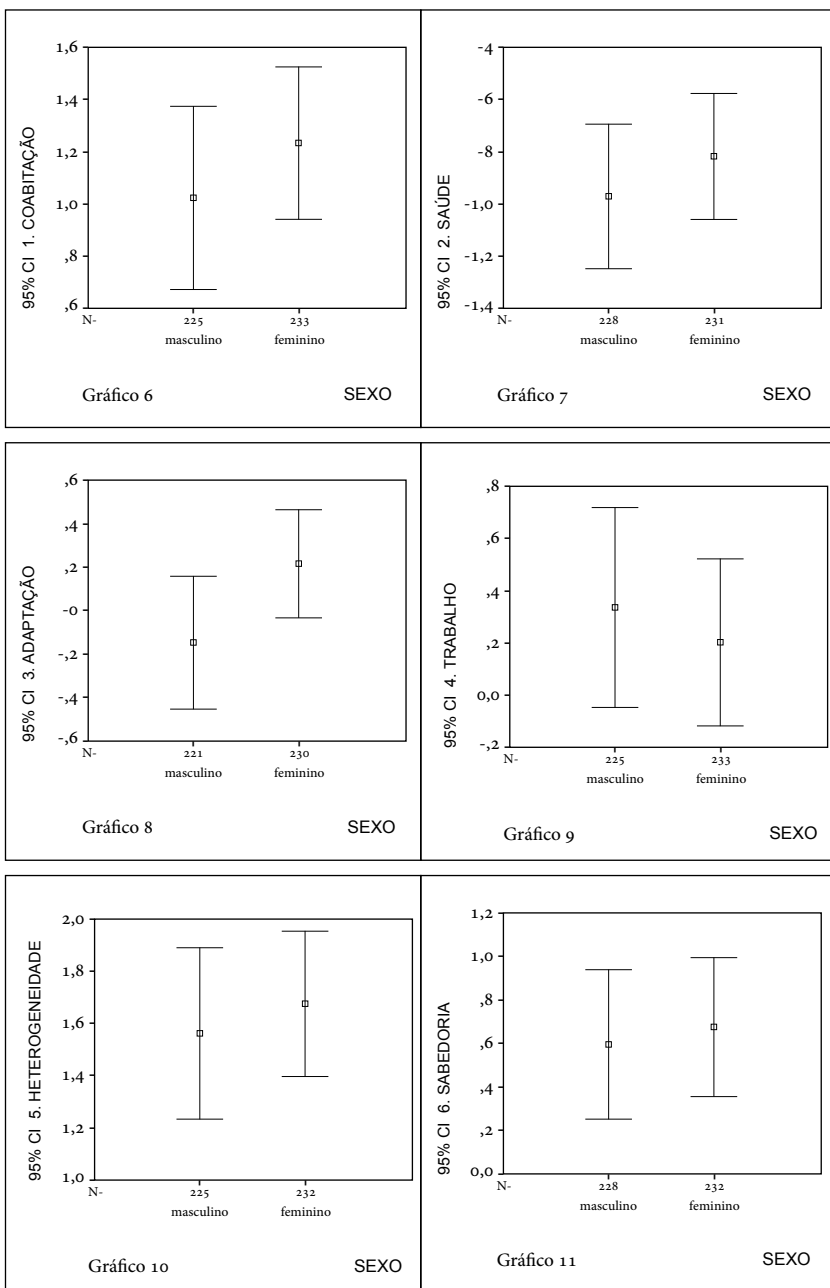 1,6
1,4
1,2
1,0
,8
,6
95% CI 1. COABITAÇÃO
N- 225 233
masculino feminino
Gráfico 6 SEXO
-4
-6
-8
-1,0
-1,2
-1,4
95% CI 2. SAÚDE
N- 228 231
masculino feminino
Gráfico 7 SEXO
,6
,4
,2
-0
-,2
-,4
-,6
95% CI 3. ADAPTAÇÃO
N- 221 230
masculino feminino
Gráfico 8 SEXO
,8
,6
,4
,2
0,0
-,2
95% CI 4. TRABALHO
N- 225 233
masculino feminino
Gráfico 9 SEXO
2,0
1,8
1,6
1,4
1,2
1,0
95% CI 5. HETEROGENEIDADE
N- 225 232
masculino feminino
Gráfico 10 SEXO
1,2
1,0
,8
,6
,4
,2
0,0
95% CI 6. SABEDORIA
N- 228 232
masculino feminino
Gráfico 11 SEXO